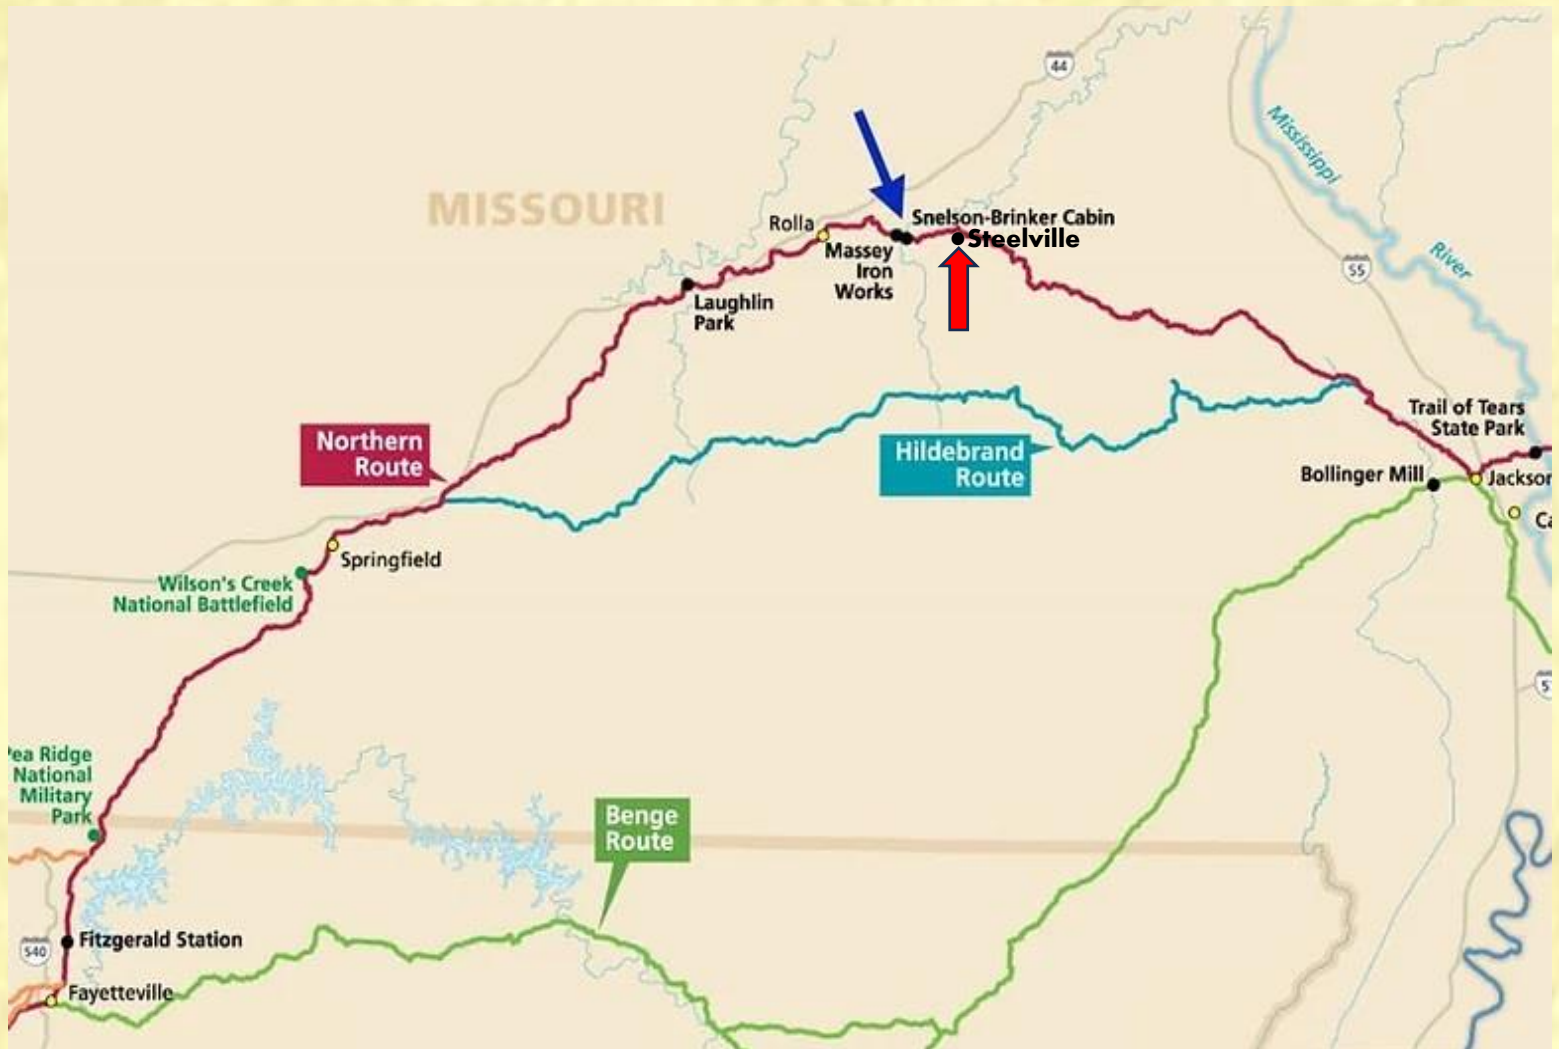 44
Mississippi
MISSOURI
Rolla
Snelson-Brinker Cabin
Steelville
Massey
Iron
Works
River
55
Laughlin
Park
Northern
Route
Hildebrand
Route
Trail of Tears
State Park
Bollinger Mill
Jackson
Ca
Springfield
Wilson's Creek
National Battlefield
5
Pea Ridge
National
Military
Park
Benge
Route
540
Fitzgerald Station
Fayetteville